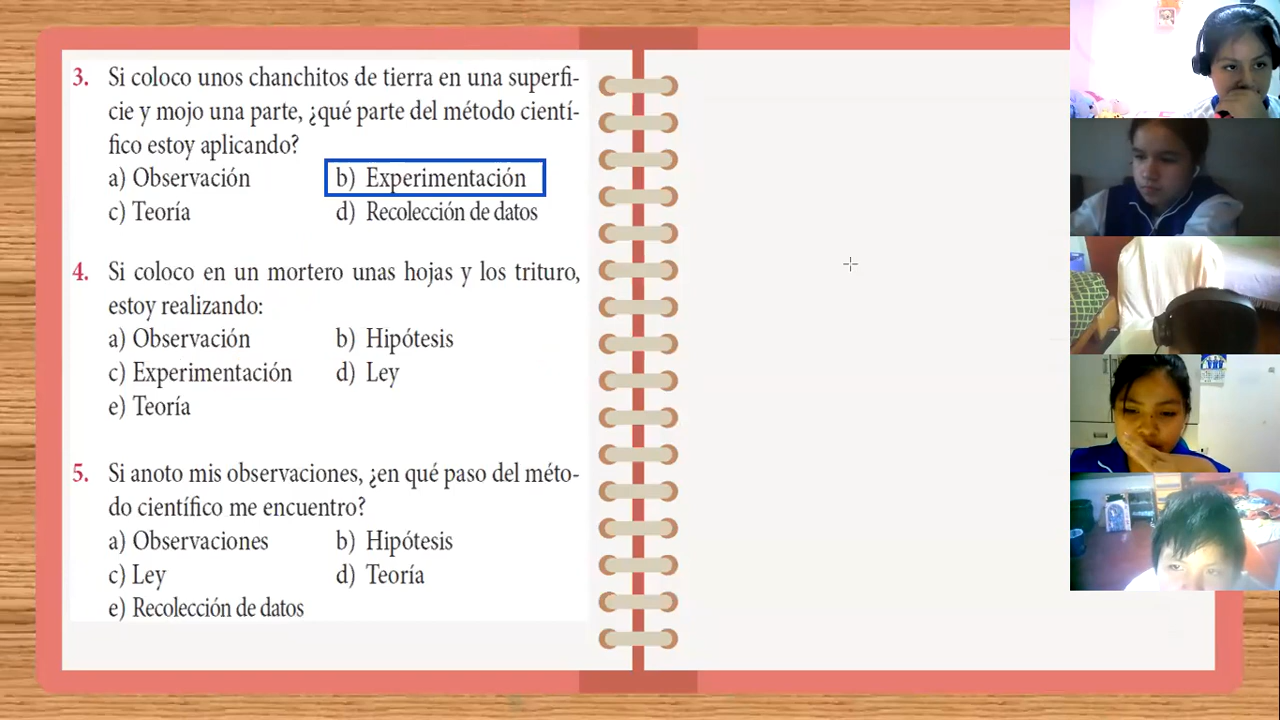 3. Si coloco unos chanchitos de tierra en una superfi-
cie y mojo una parte, ¿qué parte del método cientí-
fico estoy aplicando?
a) Observación b) Experimentación
c) Teoría d) Recolección de datos
4. Si coloco en un mortero unas hojas y los trituro,
estoy realizando:
a) Observación b) Hipótesis
c) Experimentación d) Ley
e) Teoría
5. Si anoto mis observaciones, ¿en qué paso del méto-
do científico me encuentro?
a) Observaciones b) Hipótesis
c) Ley d) Teoría
e) Recolección de datos